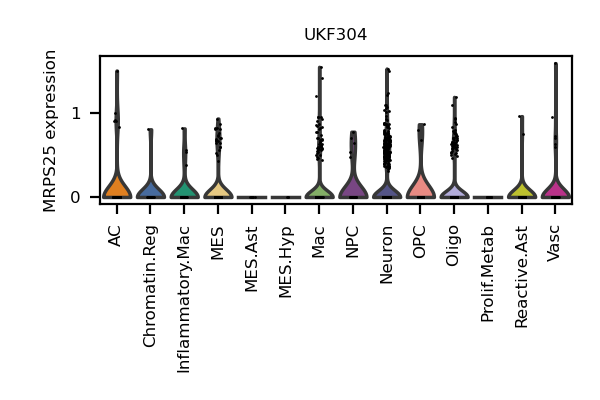 UKF304
MRPS25 expression
1
0
AC
Chromatin.Reg
Inflammatory.Mac
MES
MES.Ast
MES.Hyp
Mac
NPC
Neuron
OPC
Oligo
Prolif.Metab
Reactive.Ast
Vasc